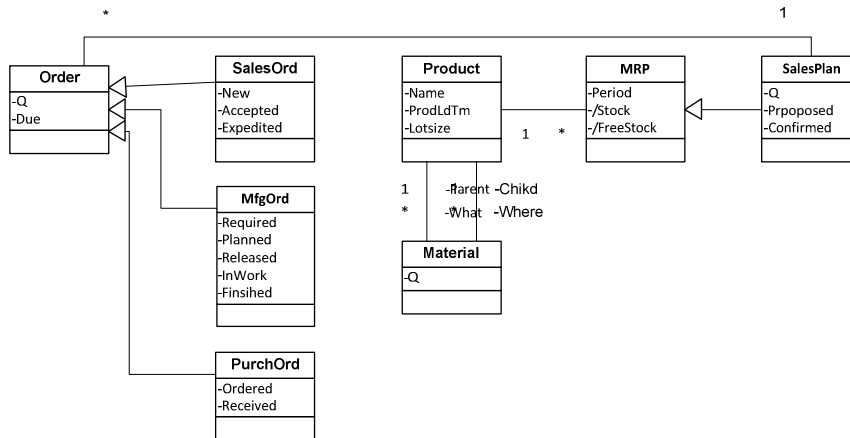 * 1
Order
-Q
-Due
SalesOrd
-New
-Accepted
-Expedited
Product
-Name
-ProdLdTm
-Lotsize
MRP
-Period
-/Stock
-/FreeStock
SalesPlan
-Q
-Prpoposed
-Confirmed
1 *
MfgOrd
-Required
-Planned
-Released
-InWork
-Finsihed
1 1 -Parent -Chikd
* * -What -Where
Material
-Q
PurchOrd
-Ordered
-Received